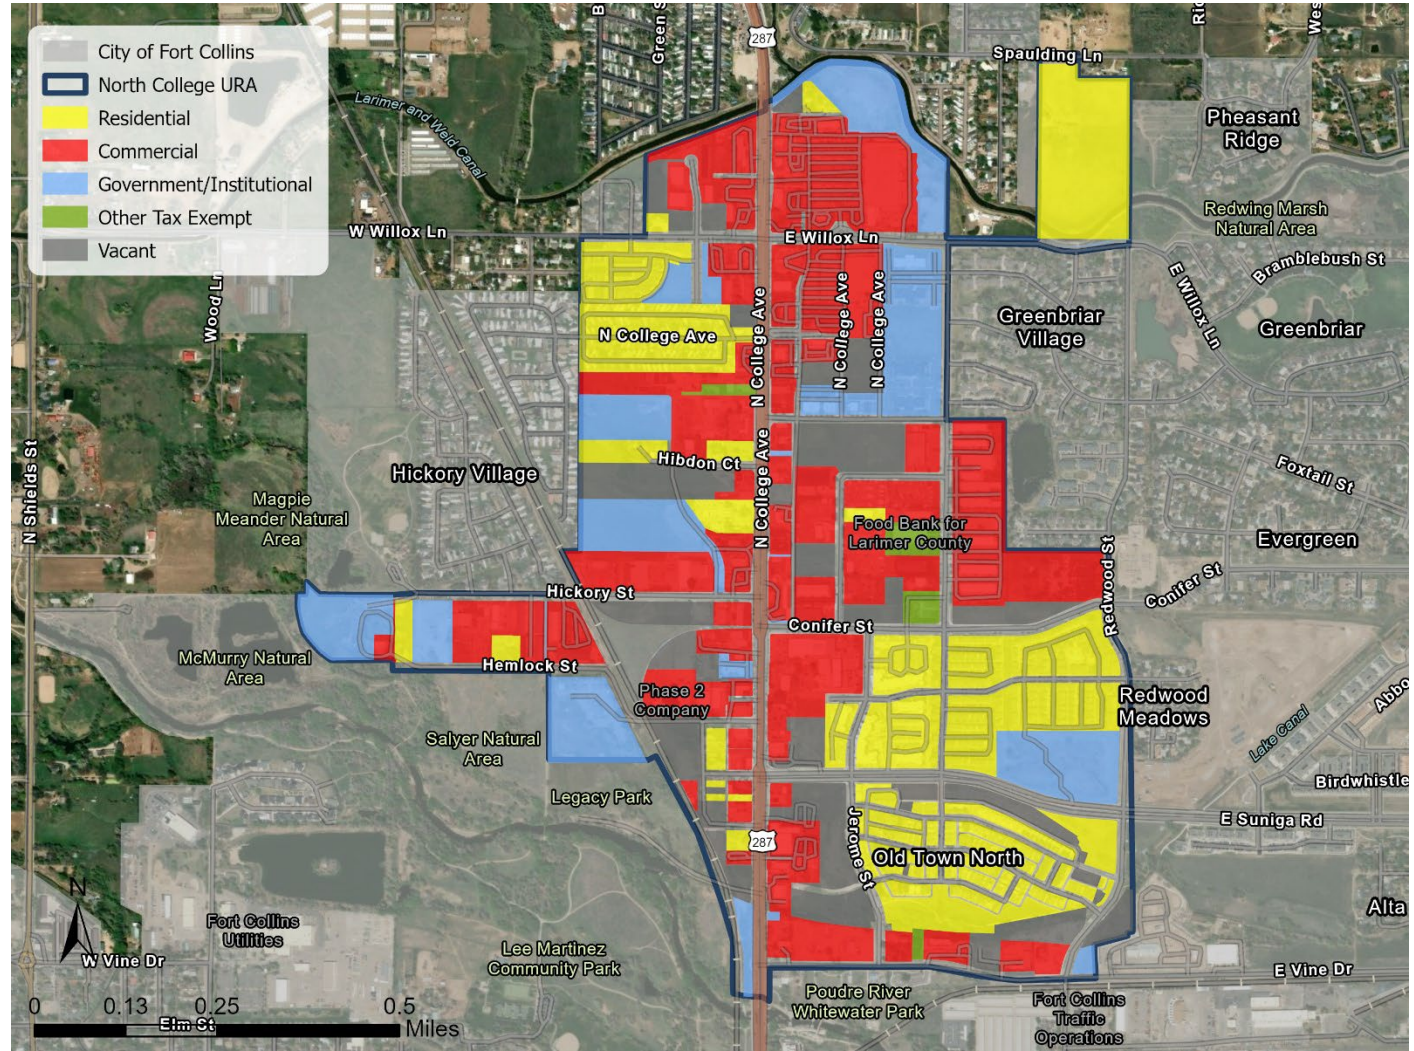 287
B
Green S
Ric
Wes
Spaulding Ln
City of Fort Collins
North College URA
Residential
Commercial
Government/Institutional
Other Tax Exempt
Vacant
Larimer and Weld Canal
Pheasant
Ridge
Redwing Marsh
Natural Area
W Willox Ln
E Willox Ln
Bramblebush St
E Willox Ln
Wood Ln
Greenbriar
Village
Greenbriar
N College Ave
N College Ave
N College Ave
N College Ave
N College Ave
Hibdon Ct
Hickory Village
Foxtail St
N Shields St
Magpie
Meander Natural
Area
Food Bank for
Larimer County
Evergreen
Redwood St
Conifer St
Hickory St
Conifer St
McMurry Natural
Area
Hemlock St
Phase 2
Company
Redwood
Meadows
Abbo
Lake Canal
Salyer Natural
Area
Birdwhistle
Legacy Park
E Suniga Rd
Jerome St
287
Old Town North
N
Fort Collins
Utilities
Alta
W Vine Dr
Lee Martinez
Community Park
E Vine Dr
Poudre River
Whitewater Park
Fort Collins
Traffic
Operations
0 0.13 0.25 0.5
Miles
Elm St